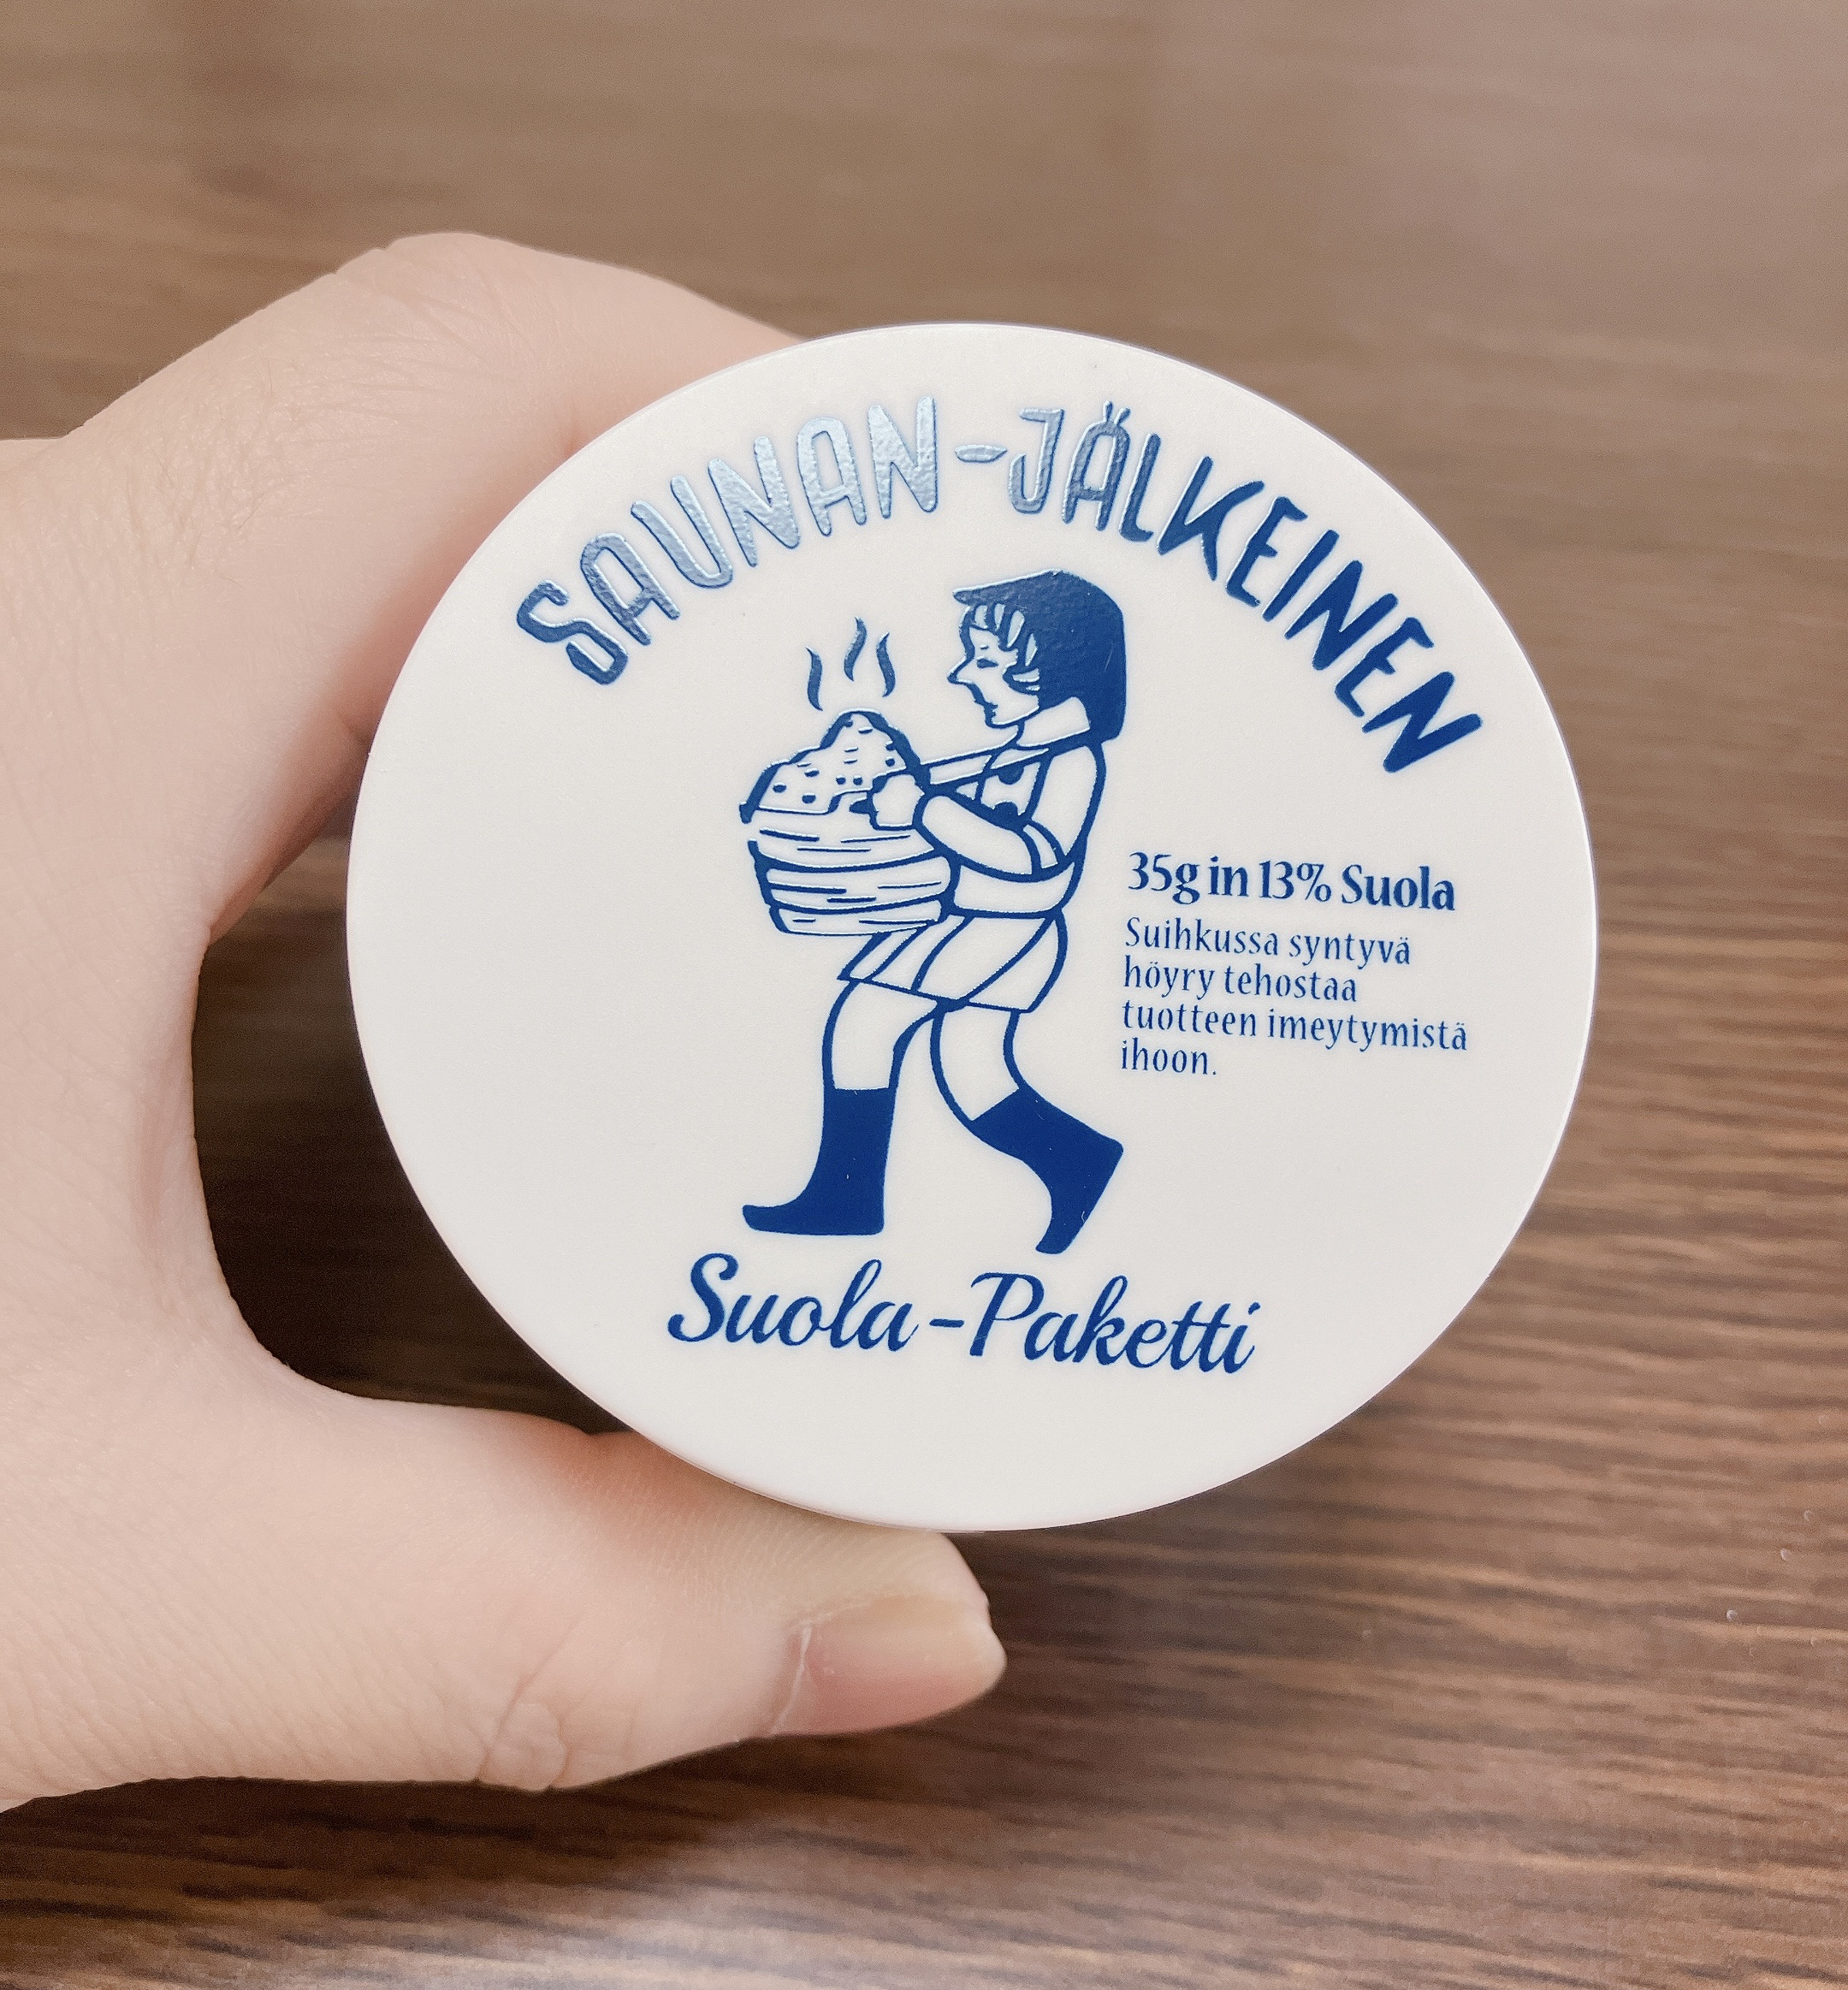 SAUNAN-JÄLKEINEN
35g in 13% Suola
Suihkussa syntyvä
höyry tehostaa
tuotteen imeytymistä
ihoon.
Suola-Paketti